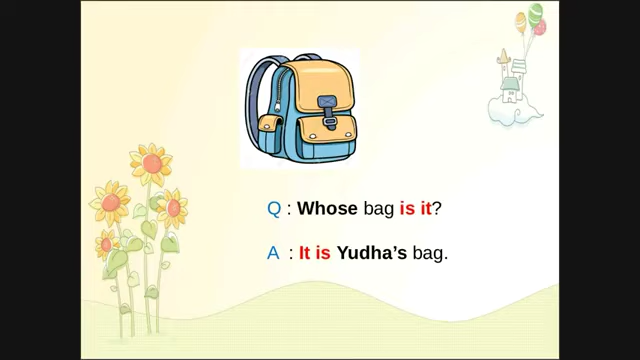 Q : Whose bag is it?
A : It is Yudha’s bag.